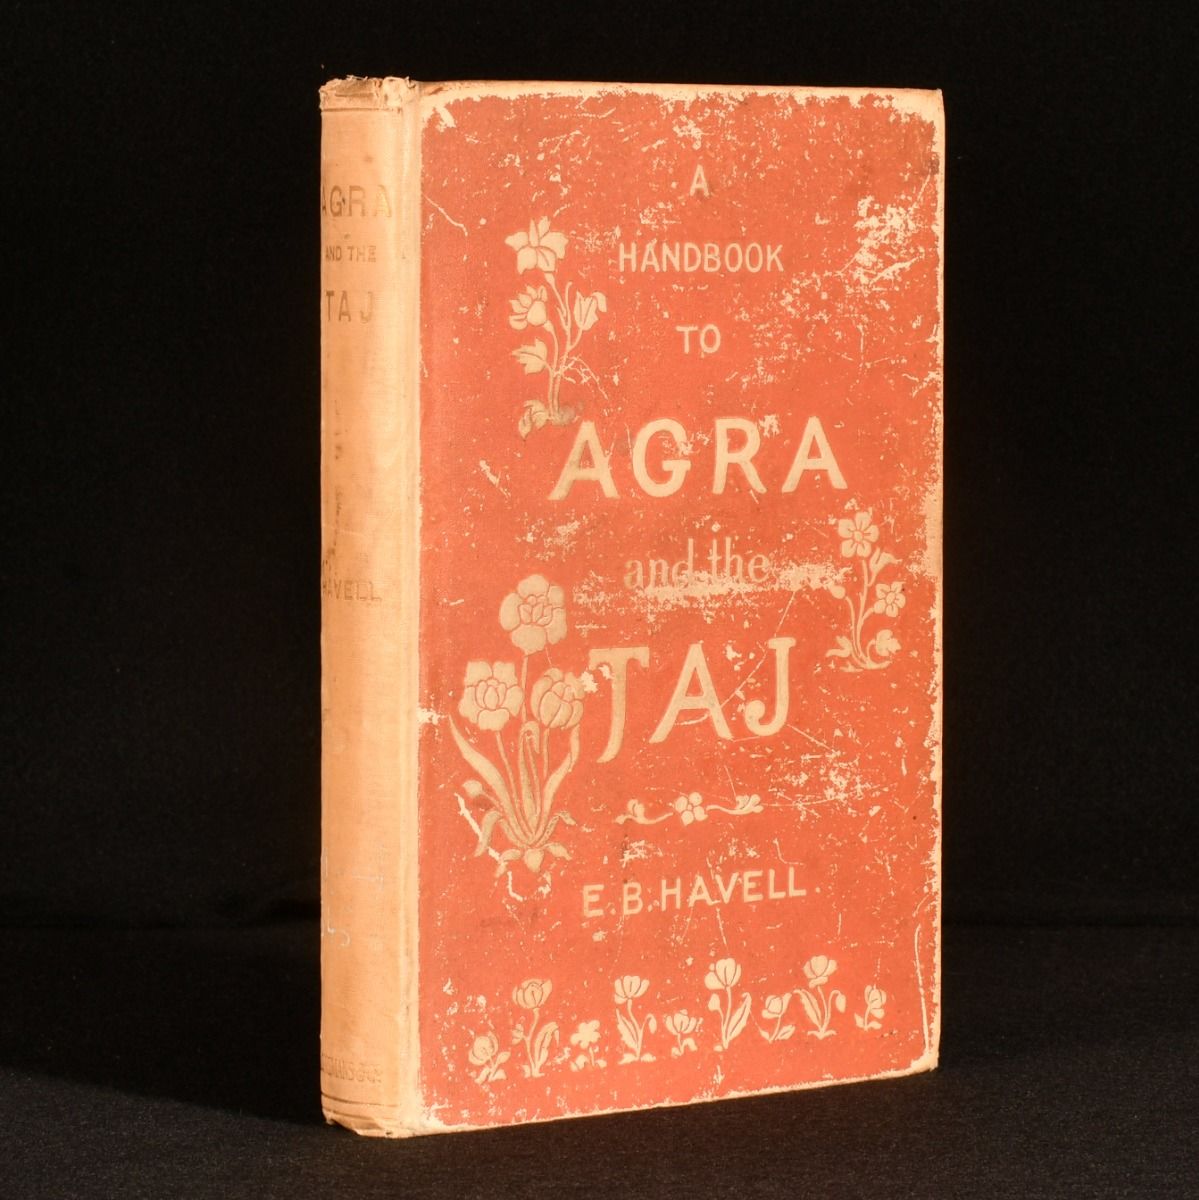 AGRA
AND THE
TAJ
HAVELL
A
HANDBOOK
TO
AGRA
and the
TAJ
E.B.HAVELL.